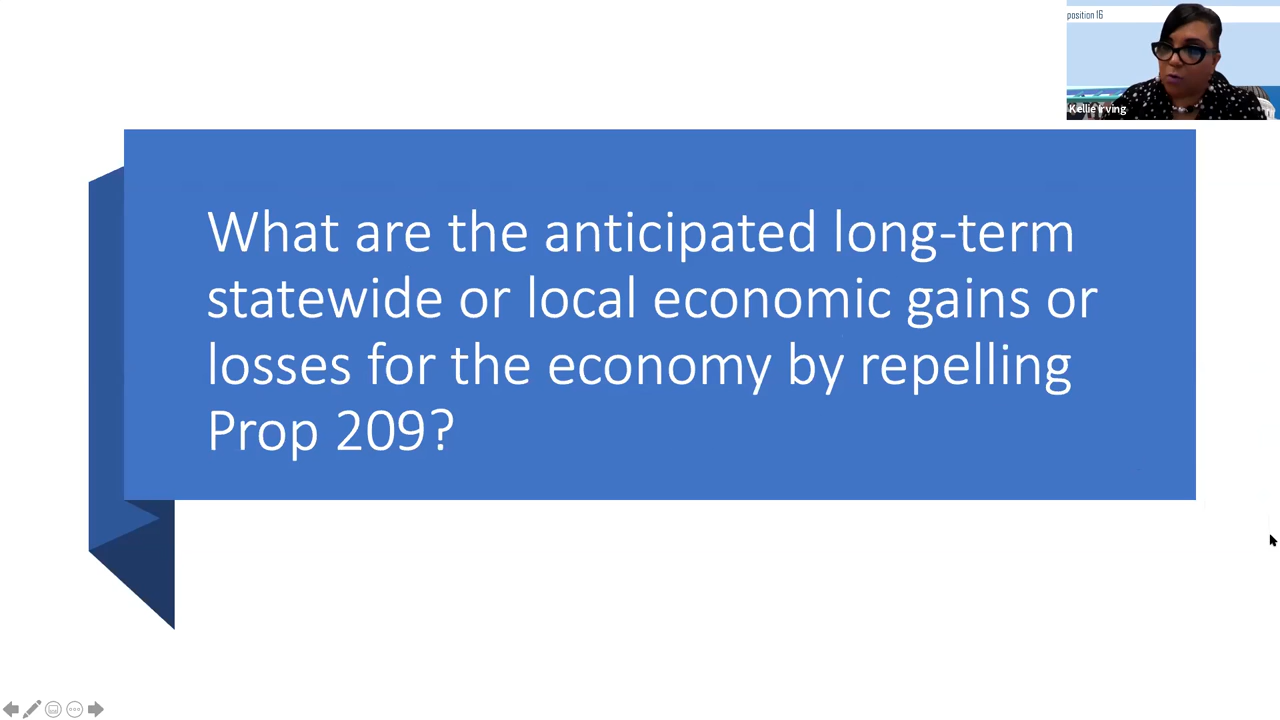 position 16
Kellie Irving
What are the anticipated long-term
statewide or local economic gains or
losses for the economy by repelling
Prop 209?